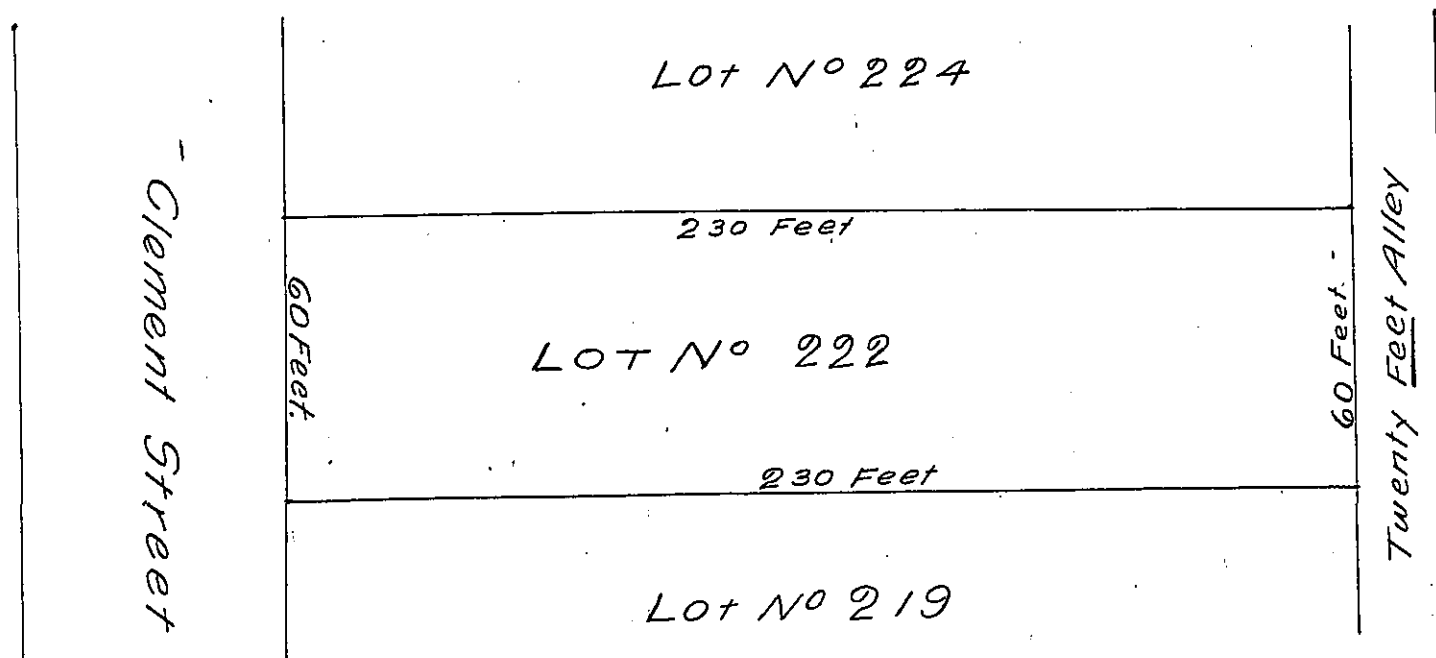 Lot No 224
- Clement Street
230 Feet
60 Feet.
LOT No 222
60 Feet. -
Twenty Feet Alley
230 Feet
Lot No 219